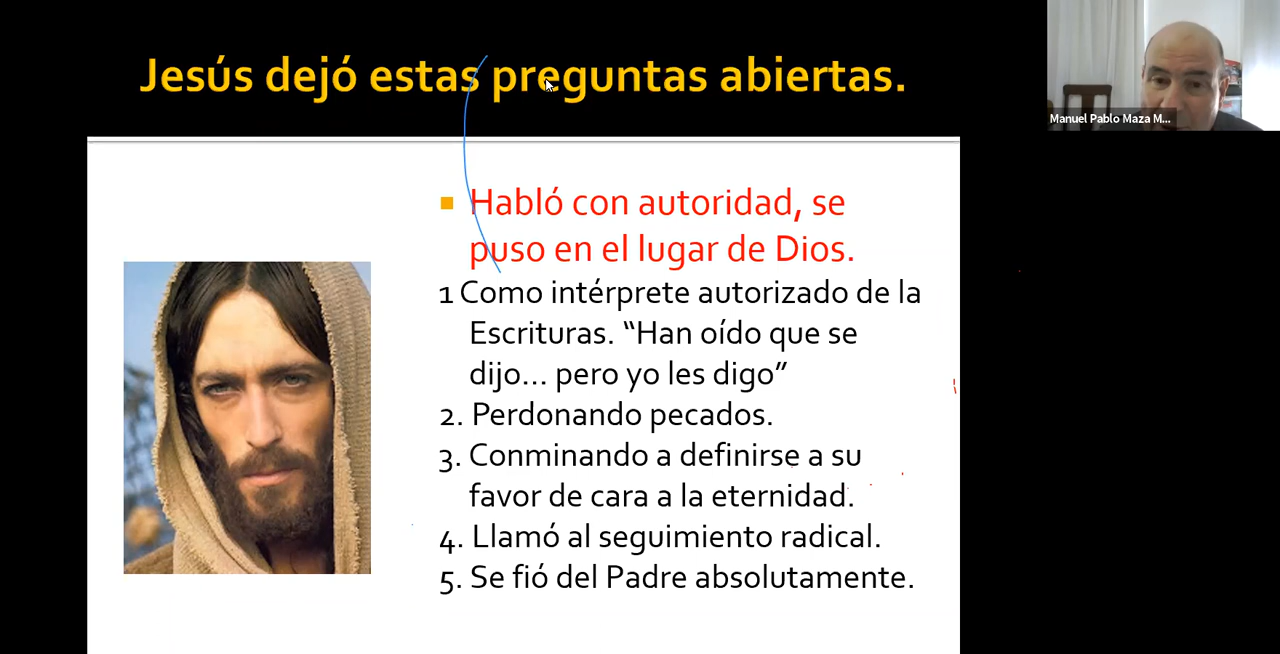 Jesús dejó estas preguntas abiertas.
Manuel Pablo Maza M...
Habló con autoridad, se
puso en el lugar de Dios.
1 Como intérprete autorizado de la
Escrituras. “Han oído que se
dijo... pero yo les digo”
2. Perdonando pecados.
3. Conminando a definirse a su
favor de cara a la eternidad.
4. Llamó al seguimiento radical.
5. Se fió del Padre absolutamente.